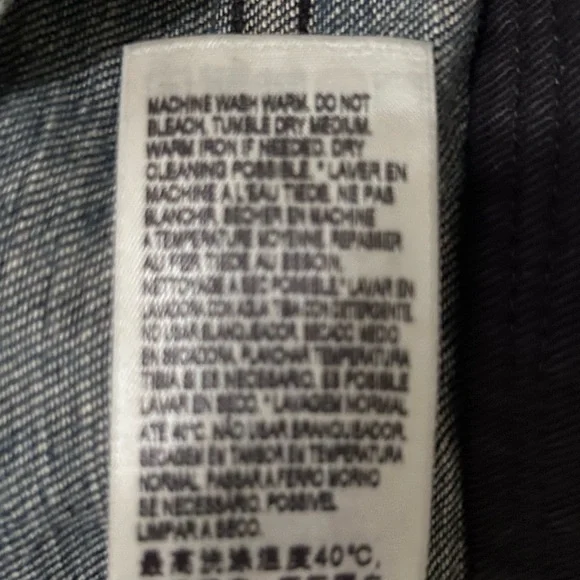 MACHINE WASH WARM. DO NOT
BLEACH. TUMBLE DRY MEDIUM.
WARM IRON IF NEEDED. DRY
CLEANING POSSIBLE. * LAVER EN
MACHINE A L'EAU TIEDE. NE PAS
BLANCHIR. SECHER EN MACHINE
A TEMPERATURE MOYENNE. REPASSER
AU FER TIEDE AU BESOIN.
NETTOYAGE A SEC POSSIBLE.* LAVAR EN
LAVADORA CON AGUA TIBIA CON DETERGENTE.
NO USAR BLANQUEADOR. SECADO MEDIO
EN SECADORA. PLANCHAR TEMPERATURA
TIBIA SI ES NECESSARIO. ES POSIBLE
LAVAR EN SECO. * LAVAGEM NORMAL
ATÉ 40°C. NÃO USAR BRANQUEADOR.
SECAGEM EM TAMBOR EM TEMPERATURA
NORMAL. PASSAR A FERRO MORNO
SE NECESSÁRIO. POSSIVEL
LIMPAR A SECO.
最高洗涤温度40°C,